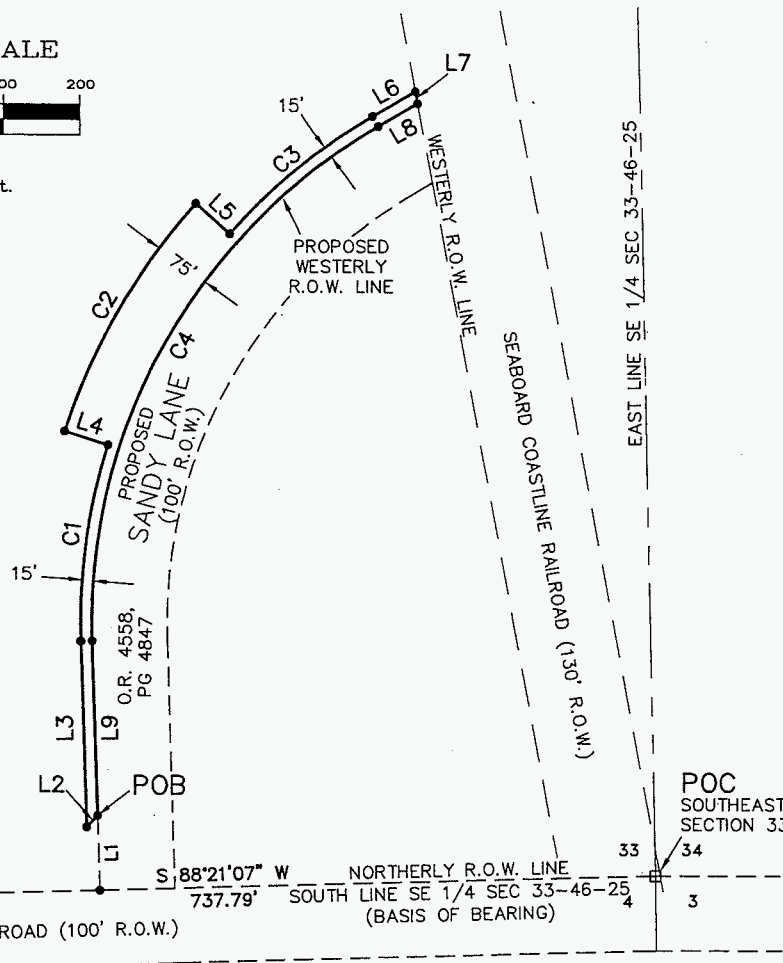 ALE
00 200
t.
L7
L6
15'
L8
C3
L5
75'
C2
C4
PROPOSED
WESTERLY
R.O.W. LINE
WESTERLY R.O.W. LINE
EAST LINE SE 1/4 SEC 33-46-25
SEABOARD COASTLINE RAILROAD (130' R.O.W.)
L4
PROPOSED
SANDY LANE
(100' R.O.W.)
C1
15'
O.R. 4558,
PG 4847
L3
L9
L2
POB
L1
POC
SOUTHEAST
SECTION 33
33 34
4 3
S 88°21'07" W
737.79'
NORTHERLY R.O.W. LINE
SOUTH LINE SE 1/4 SEC 33-46-25
(BASIS OF BEARING)
ROAD (100' R.O.W.)